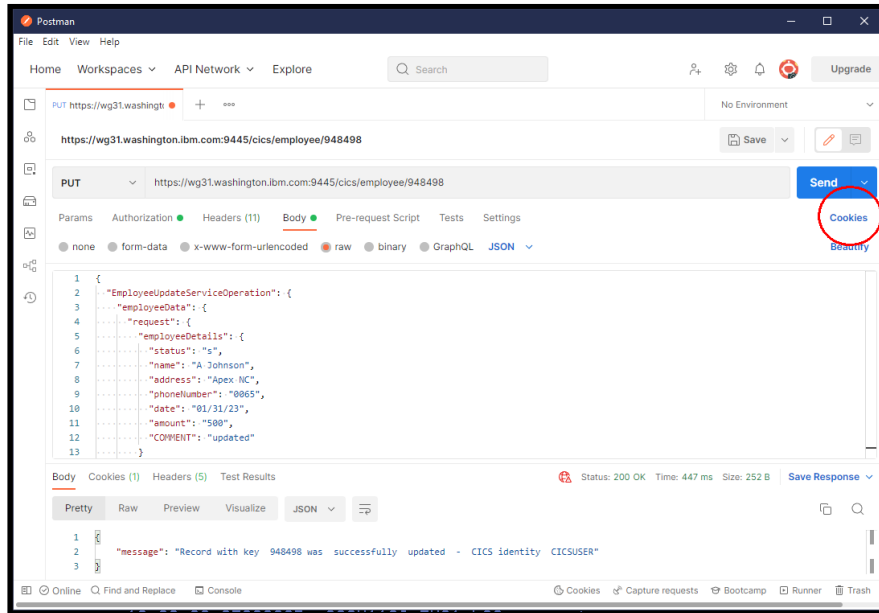 Postman
File Edit View Help
Home Workspaces API Network Explore Search Upgrade
PUT https://wg31.washingt No Environment
https://wg31.washington.ibm.com:9445/cics/employee/948498 Save
PUT https://wg31.washington.ibm.com:9445/cics/employee/948498 Send
Params Authorization Headers (11) Body Pre-request Script Tests Settings Cookies
none form-data x-www-form-urlencoded raw binary GraphQL JSON Beautify
1 {
2 "EmployeeUpdateServiceOperation": {
3 "employeeData": {
4 "request": {
5 "employeeDetails": {
6 "status": "s",
7 "name": "A Johnson",
8 "address": "Apex NC",
9 "phoneNumber": "0065",
10 "date": "01/31/23",
11 "amount": "500",
12 "COMMENT": "updated"
13 }
Body Cookies (1) Headers (5) Test Results Status: 200 OK Time: 447 ms Size: 252 B Save Response
Pretty Raw Preview Visualize JSON
1 {
2 "message": "Record with key 948498 was successfully updated - CICS identity CICSUSER"
3 }
Online Find and Replace Console Cookies Capture requests Bootcamp Runner Trash